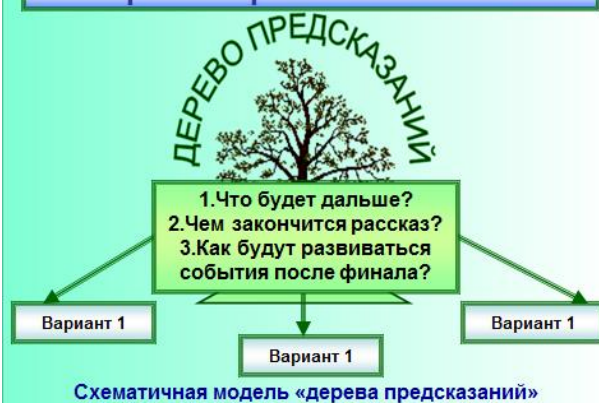 ДЕРЕВО ПРЕДСКАЗАНИЙ
1.Что будет дальше?
2.Чем закончится рассказ?
3.Как будут развиваться
события после финала?
Вариант 1
Вариант 1
Вариант 1
Схематичная модель «дерева предсказаний»